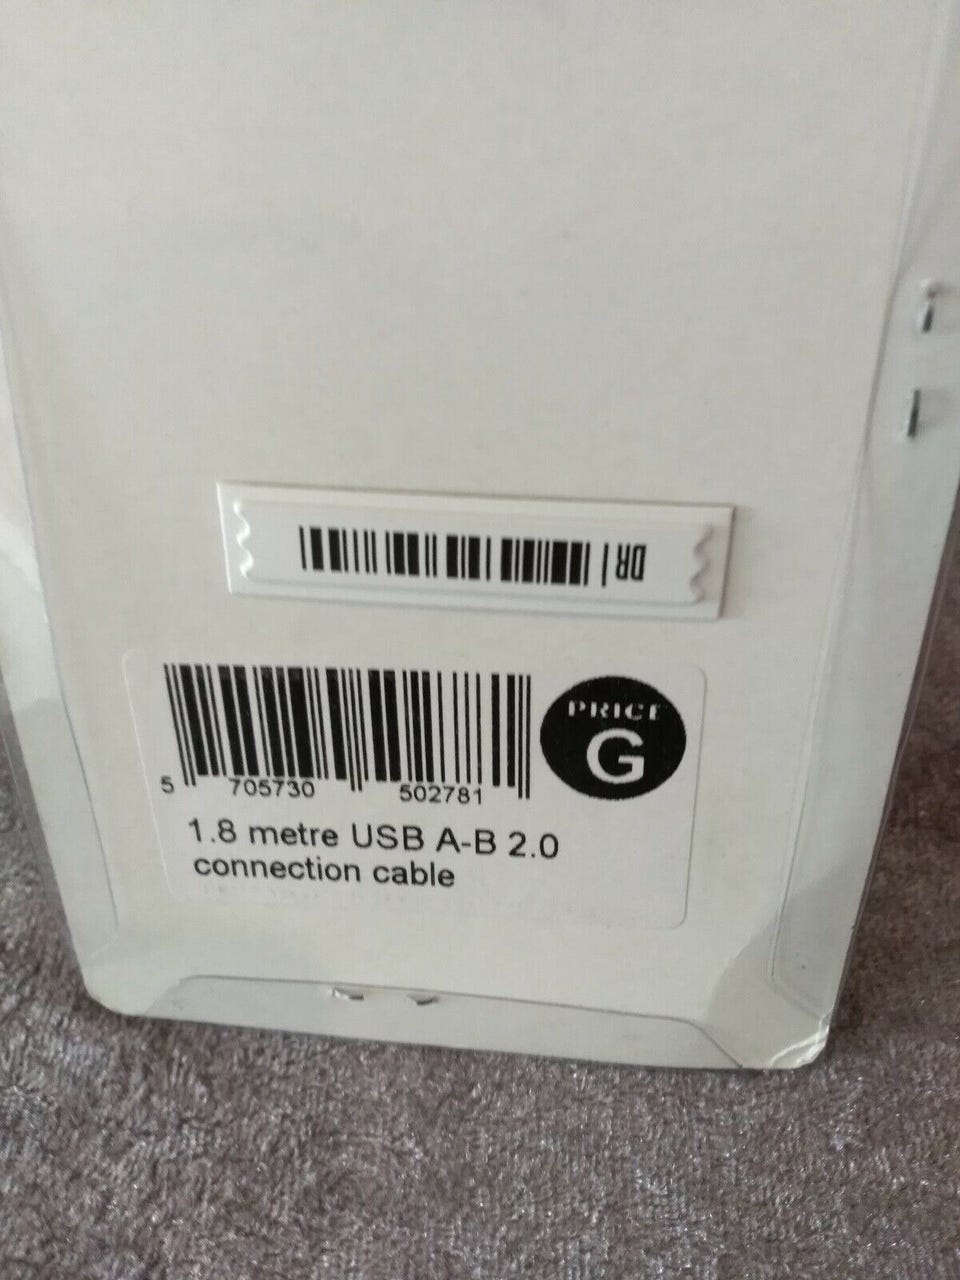 DR
5 705730 502781
PRICE
G
1.8 metre USB A-B 2.0
connection cable